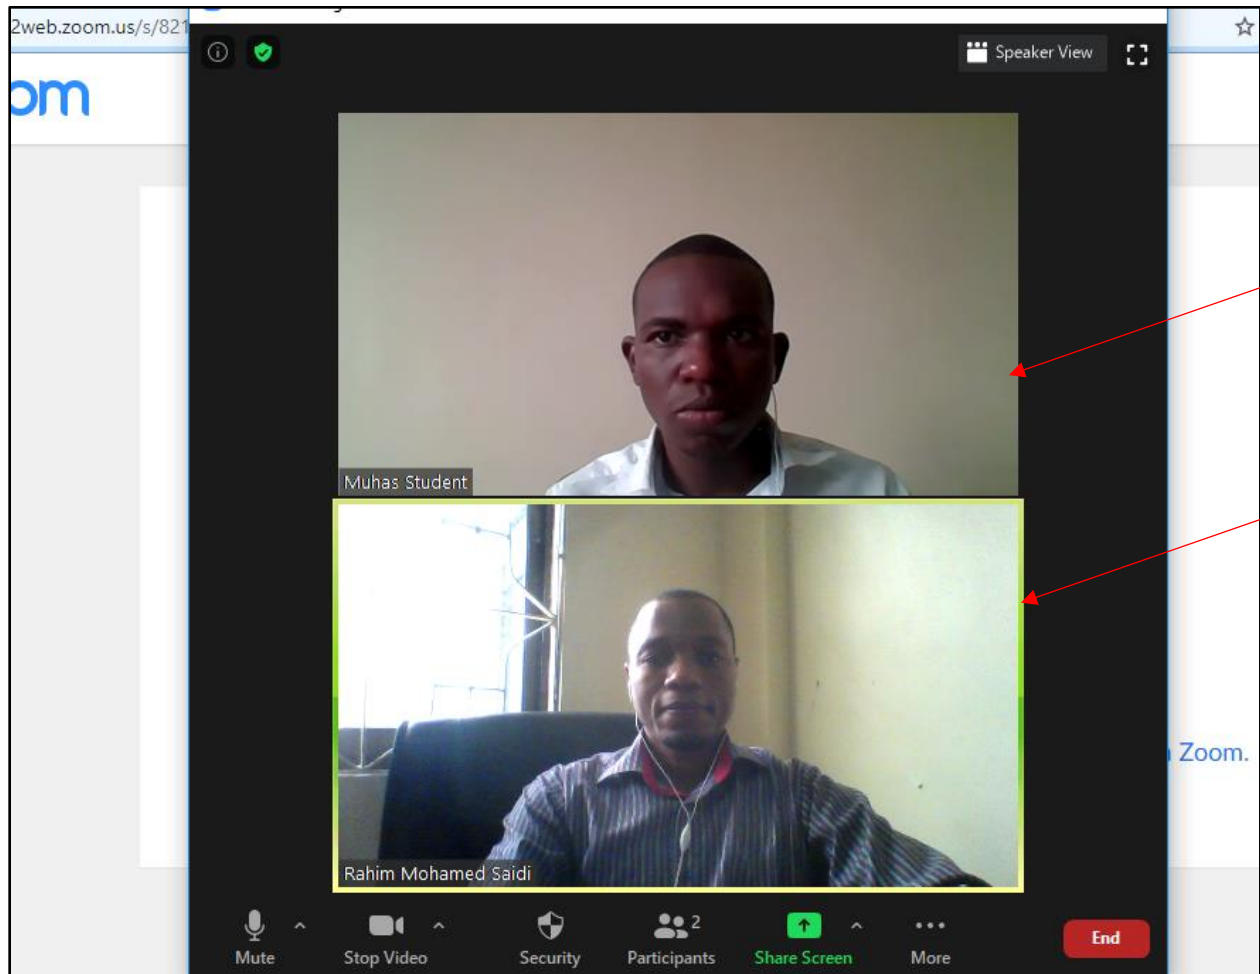 2web.zoom.us/s/821
om
Speaker View
Muhas Student
Rahim Mohamed Saidi
Zoom.
Mute
Stop Video
Security
Participants
2
Share Screen
More
End